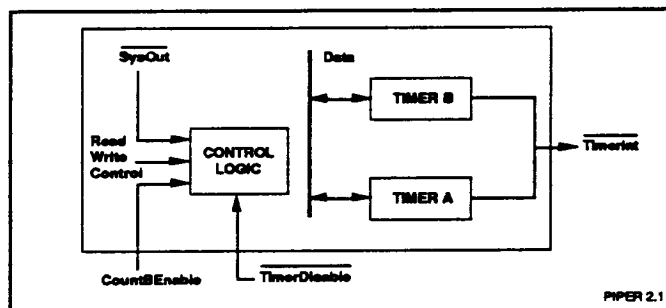 SysOut
Data
TIMER B
Read
Write
Control
CONTROL
LOGIC
TimerInt
TIMER A
CountBEnable
TimerDisable
PIPER 2.1